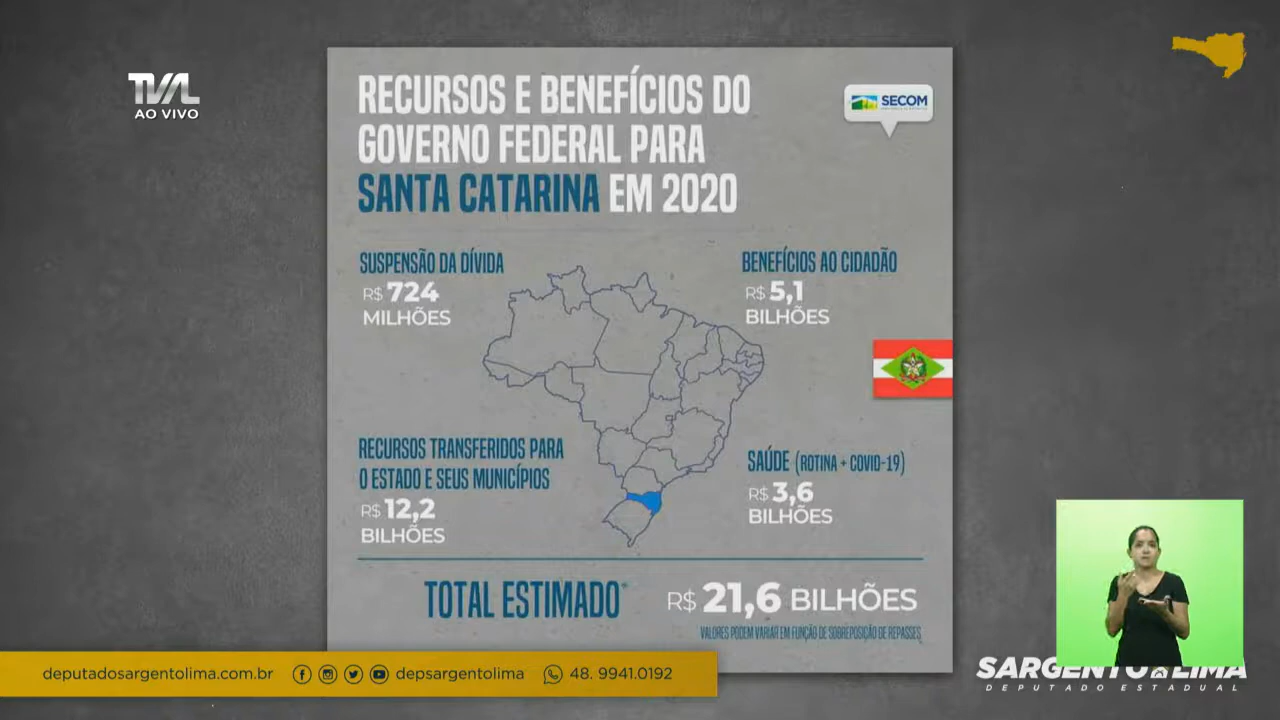 TVAL
AO VIVO
RECURSOS E BENEFÍCIOS DO
GOVERNO FEDERAL PARA
SANTA CATARINA EM 2020
SECOM
SUSPENSÃO DA DÍVIDA
R$ 724
MILHÕES
BENEFÍCIOS AO CIDADÃO
R$ 5,1
BILHÕES
RECURSOS TRANSFERIDOS PARA
O ESTADO E SEUS MUNICÍPIOS
R$ 12,2
BILHÕES
SAÚDE (ROTINA + COVID-19)
R$ 3,6
BILHÕES
TOTAL ESTIMADO* R$ 21,6 BILHÕES
VALORES PODEM VARIAR EM FUNÇÃO DE SOBREPOSIÇÃO DE REPASSES
deputadosargentolima.com.br depsargentolima 48. 9941.0192
SARGENTO LIMA
DEPUTADO ESTADUAL